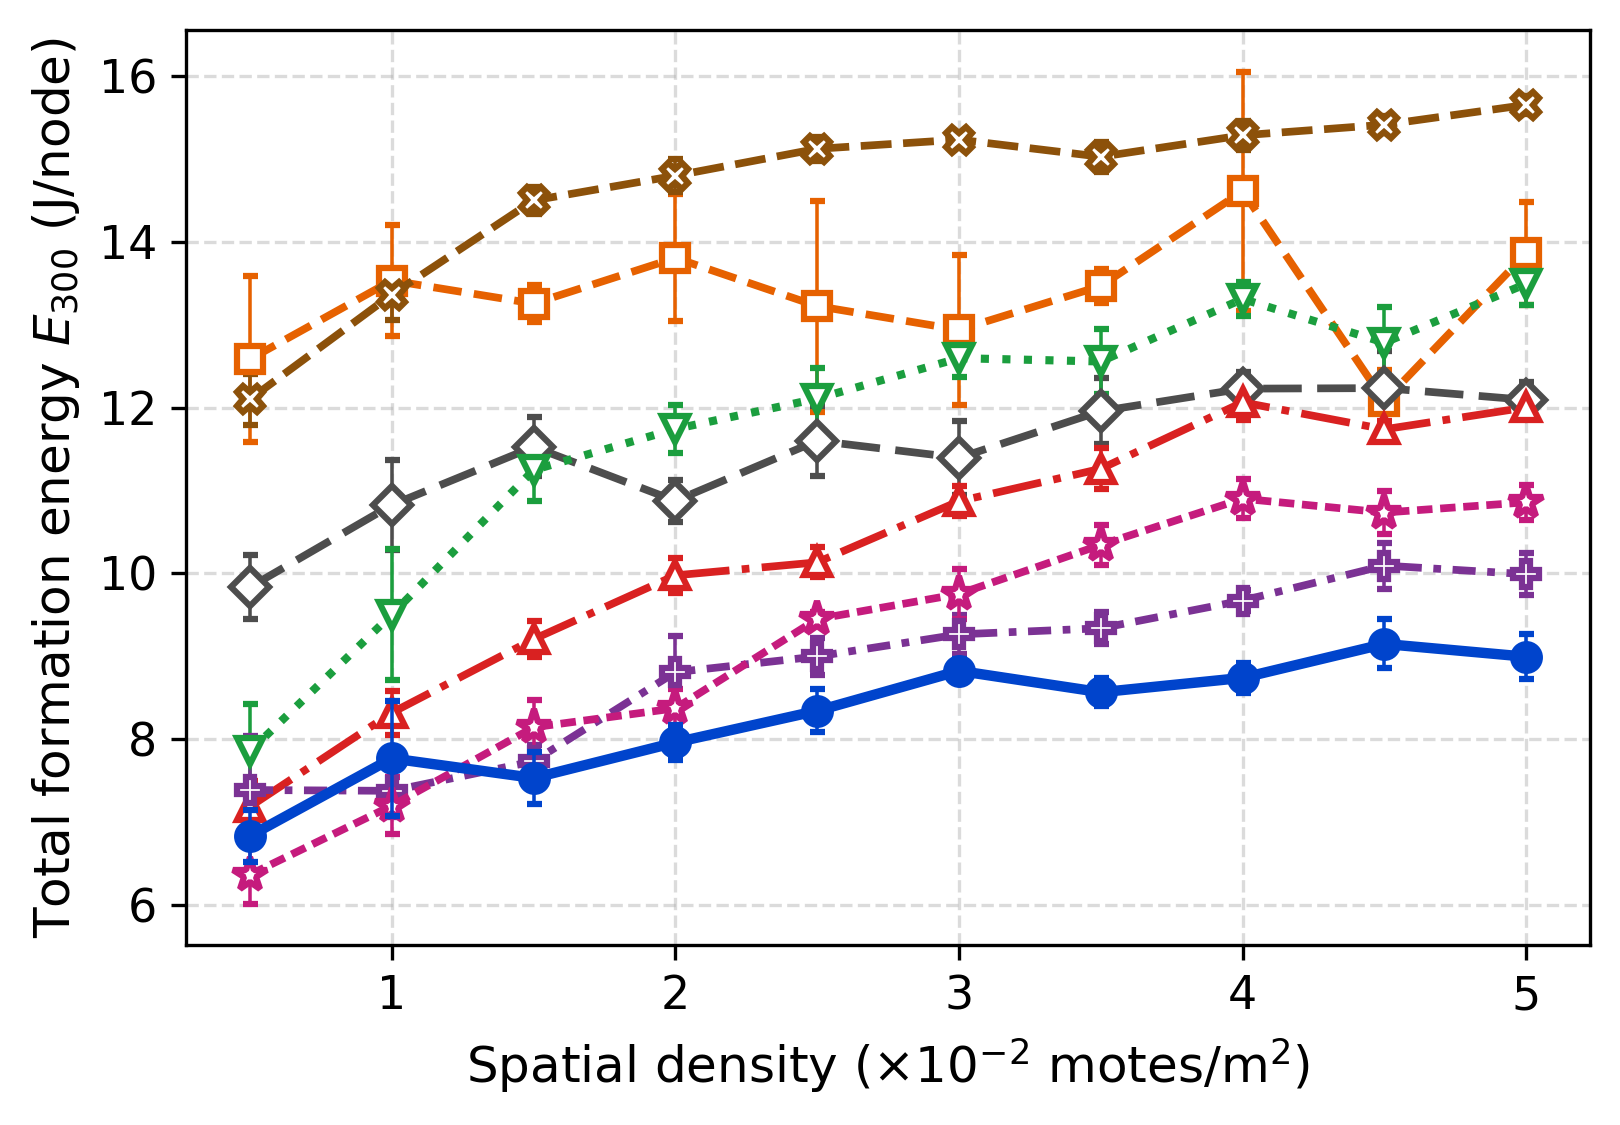 Total formation energy E₃₀₀ (J/node)
16
14
12
10
8
6
1 2 3 4 5
Spatial density (×10⁻² motes/m²)